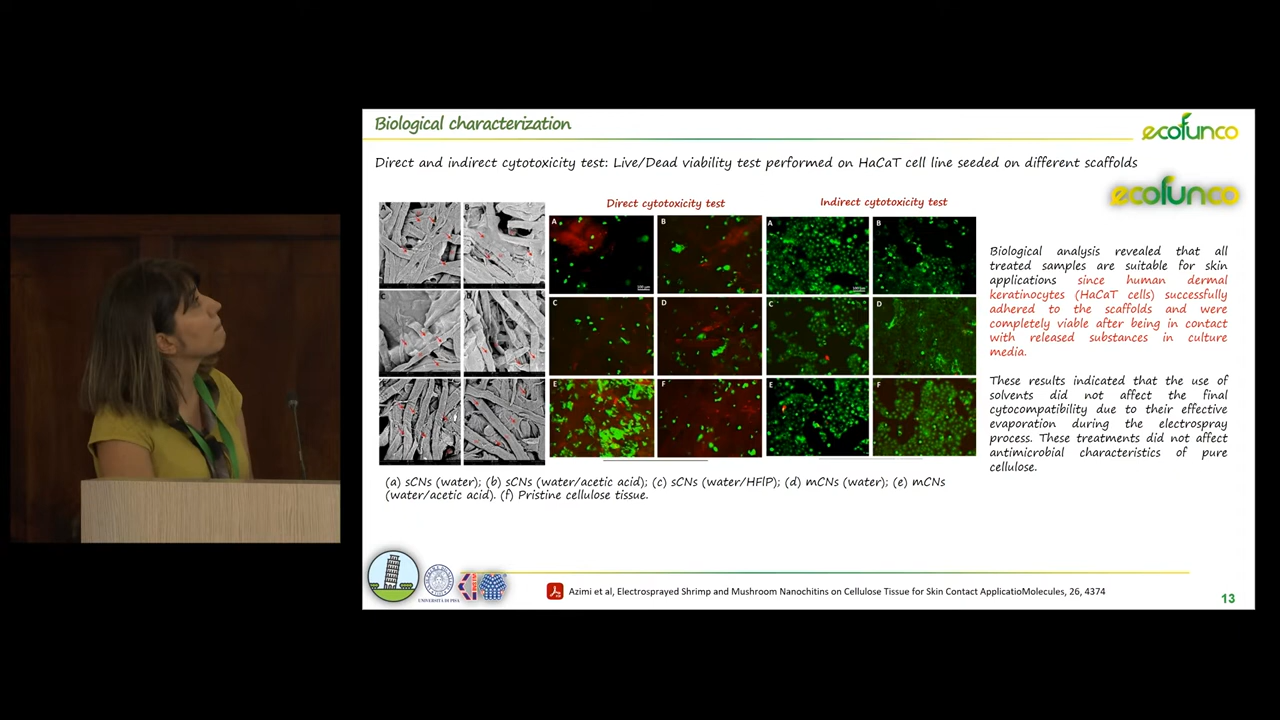 Biological characterization
ecofunco
Direct and indirect cytotoxicity test: Live/Dead viability test performed on HaCaT cell line seeded on different scaffolds
ecofunco
Direct cytotoxicity test
Indirect cytotoxicity test
A B A B A B
C D C D C D
E F E F
Biological analysis revealed that all
treated samples are suitable for skin
applications since human dermal
keratinocytes (HaCaT cells) successfully
adhered to the scaffolds and were
completely viable after being in contact
with released substances in culture
media.
These results indicated that the use of
solvents did not affect the final
cytocompatibility due to their effective
evaporation during the electrospray
process. These treatments did not affect
antimicrobial characteristics of pure
cellulose.
(a) sCNs (water); (b) sCNs (water/acetic acid); (c) sCNs (water/HFIP); (d) mCNs (water); (e) mCNs
(water/acetic acid). (f) Pristine cellulose tissue.
UNIVERSITÀ DI PISA
Azimi et al, Electrosprayed Shrimp and Mushroom Nanochitins on Cellulose Tissue for Skin Contact ApplicatioMolecules, 26, 4374
13